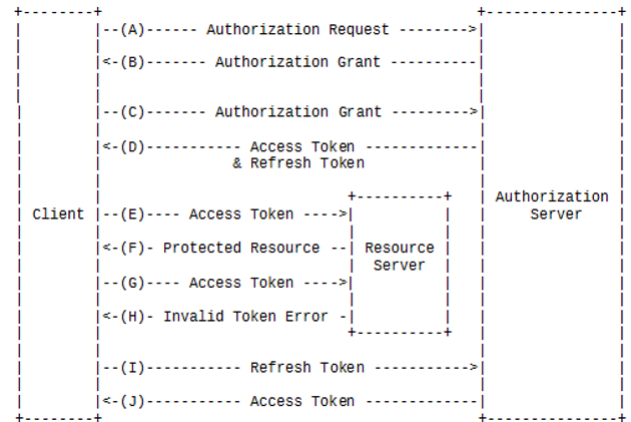 +--------+                                           +---------------+
|        |--(A)------ Authorization Request -------->|               |
|        |<-(B)------- Authorization Grant ----------|               |
|        |                                           |               |
|        |--(C)------- Authorization Grant --------->|               |
|        |<-(D)----------- Access Token -------------|               |
|        |               & Refresh Token             |               |
|        |                            +----------+   | Authorization |
| Client |--(E)---- Access Token ---->|          |   |    Server     |
|        |<-(F)- Protected Resource --| Resource |   |               |
|        |                            |  Server  |   |               |
|        |--(G)---- Access Token ---->|          |   |               |
|        |<-(H)- Invalid Token Error -|          |   |               |
|        |                            +----------+   |               |
|        |--(I)----------- Refresh Token ----------->|               |
|        |<-(J)----------- Access Token -------------|               |
+--------+                                           +---------------+